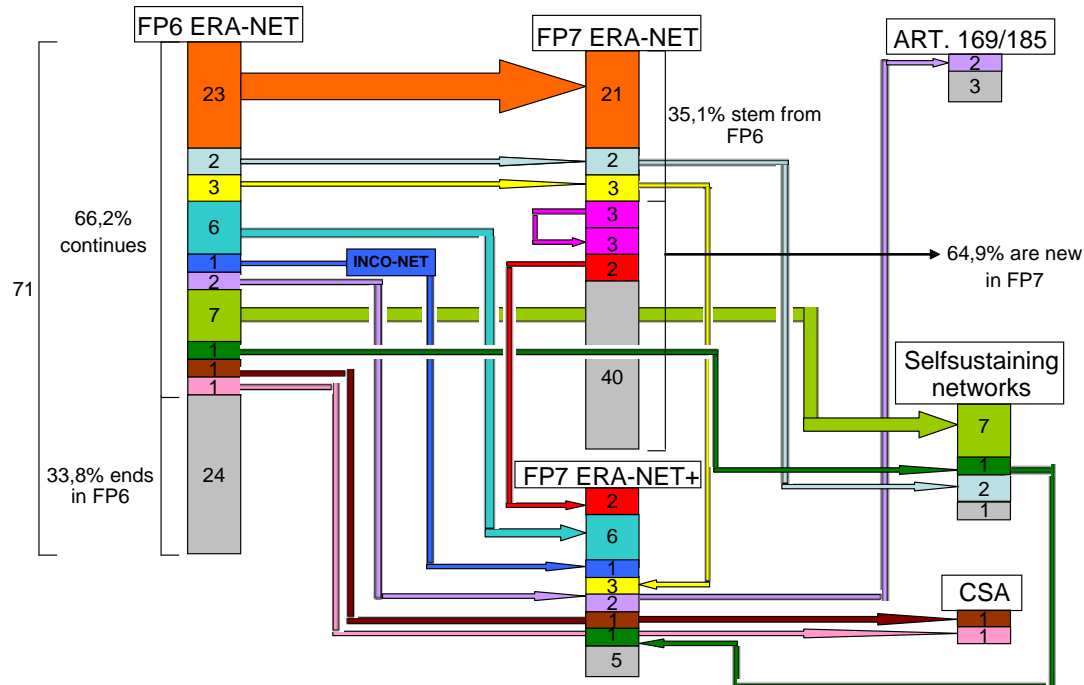 FP6 ERA-NET
FP7 ERA-NET
ART. 169/185
71
66,2%
continues
33,8% ends
in FP6
23
2
3
6
1
2
7
1
1
1
24
INCO-NET
21
2
3
3
3
2
40
35,1% stem from
FP6
64,9% are new
in FP7
2
3
Selfsustaining
networks
7
1
2
1
FP7 ERA-NET+
2
6
1
3
2
1
1
5
CSA
1
1